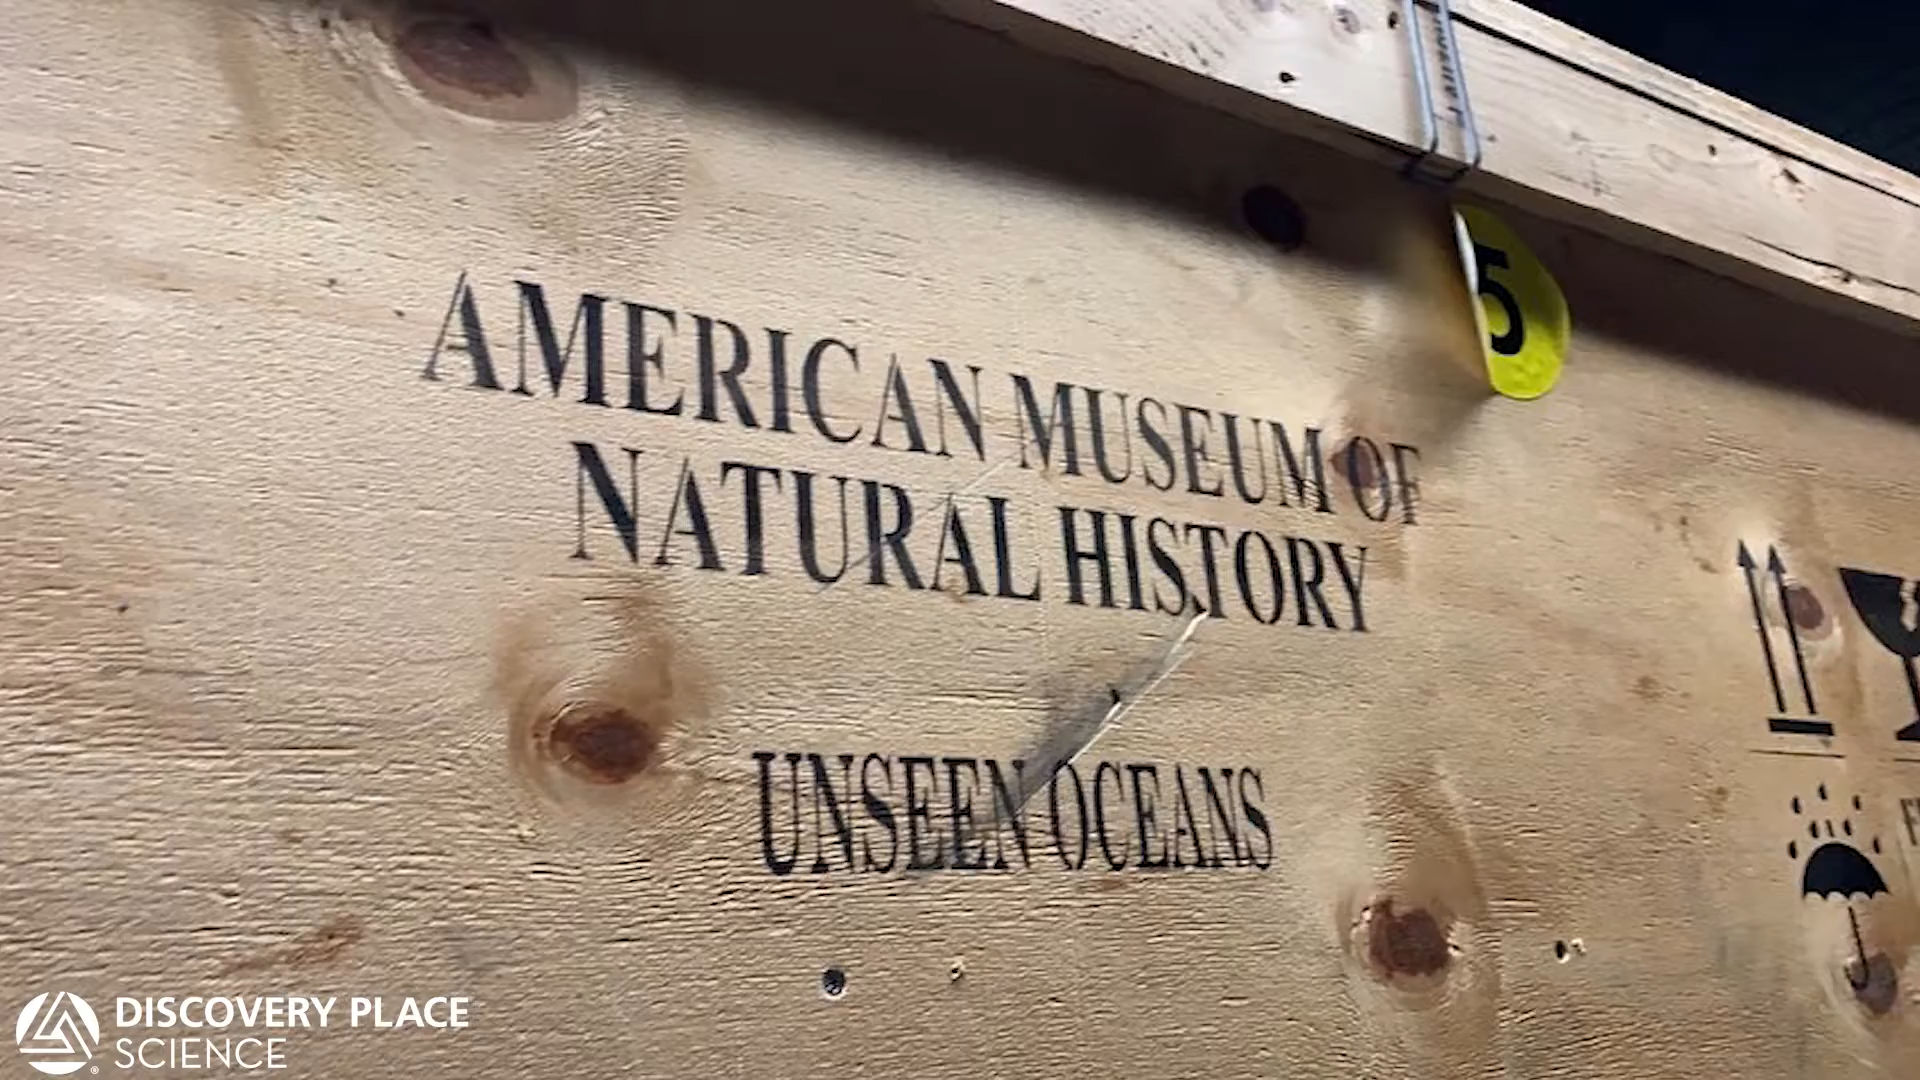 5
AMERICAN MUSEUM OF
NATURAL HISTORY
UNSEEN OCEANS
DISCOVERY PLACE
SCIENCE